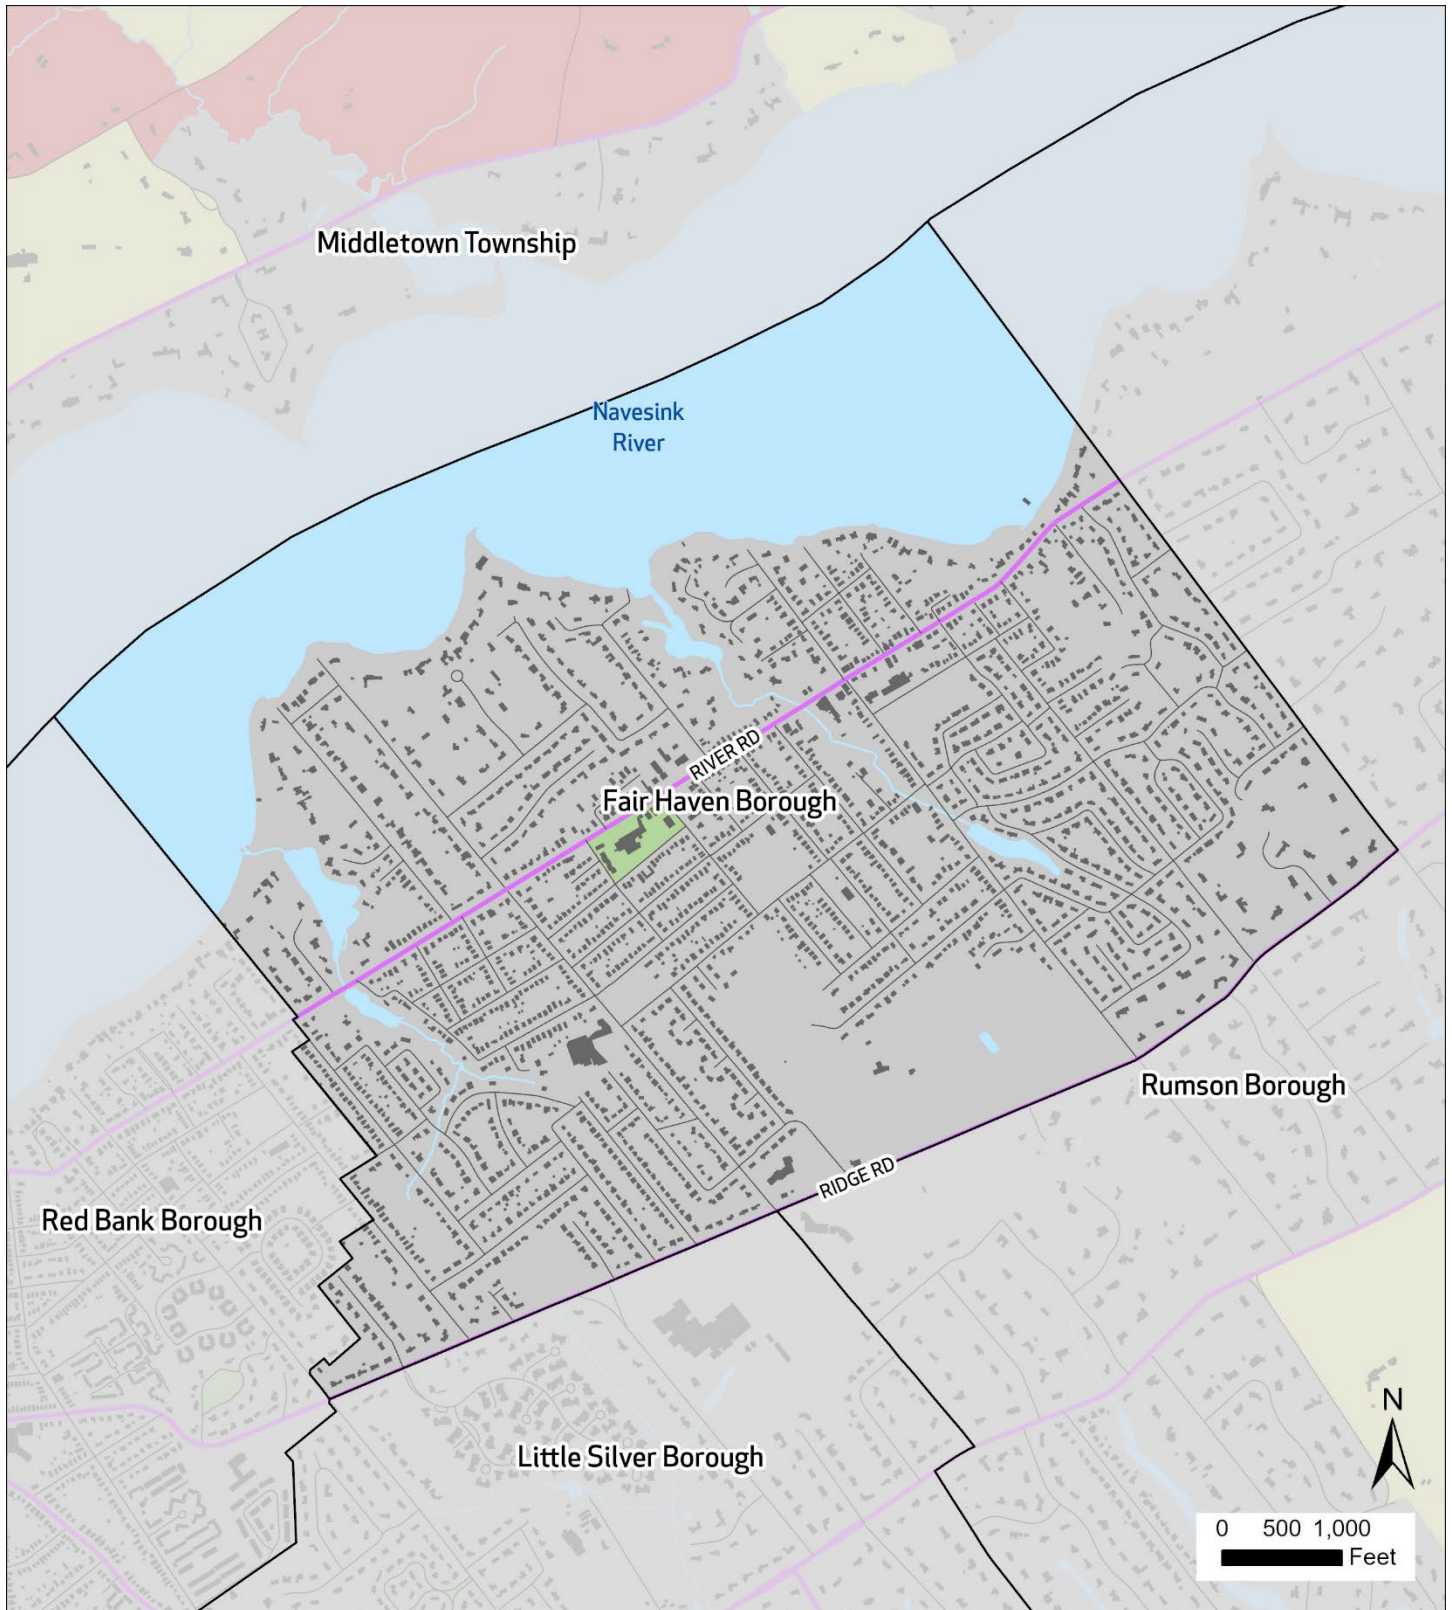 Middletown Township
Navesink
River
RIVER RD
Fair Haven Borough
Rumson Borough
RIDGE RD
Red Bank Borough
Little Silver Borough
N
0 500 1,000
Feet